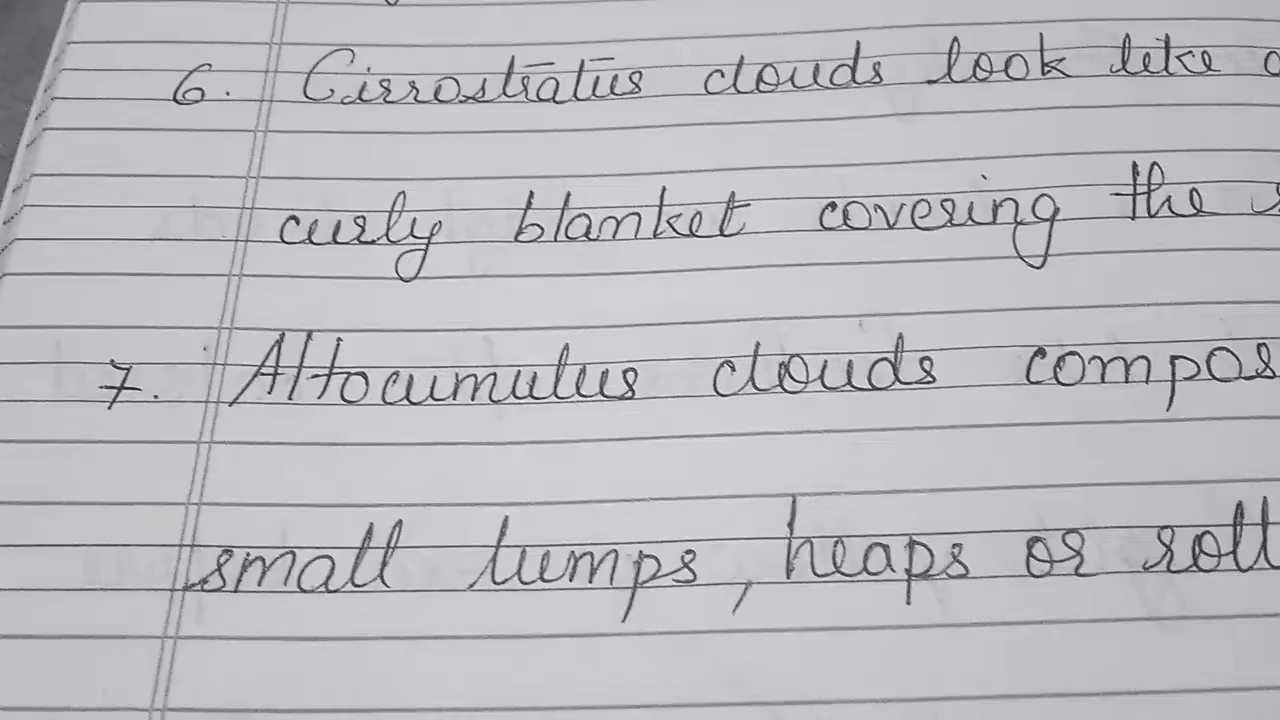 6. Cirrostratus clouds look like
curly blanket covering the
7. Altocumulus clouds compos
small lumps, heaps or roll